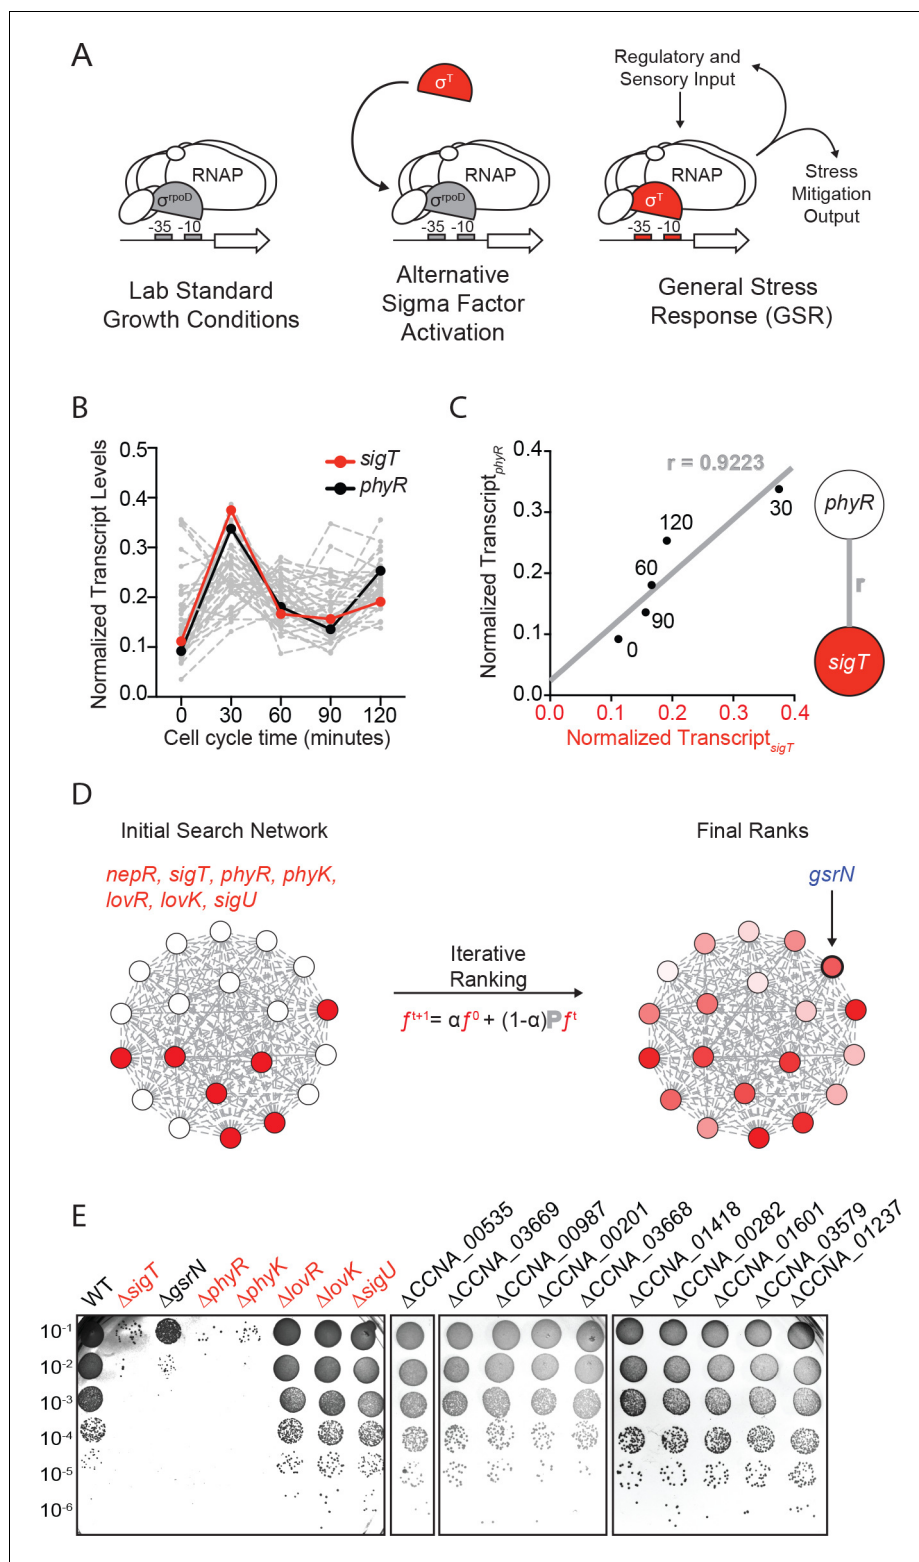 A
σT
RNAP
σrpoD
-35 -10
Lab Standard
Growth Conditions
RNAP
σrpoD
-35 -10
Alternative
Sigma Factor
Activation
Regulatory and
Sensory Input
RNAP
σT
-35 -10
Stress
Mitigation
Output
General Stress
Response (GSR)
B
Normalized Transcript Levels
0.5
0.4
0.3
0.2
0.1
0.0
sigT
phyR
0 30 60 90 120
Cell cycle time (minutes)
C
Normalized Transcript phyR
0.4
0.3
0.2
0.1
0.0
r = 0.9223
30
120
60
90
0
0.0 0.1 0.2 0.3 0.4
Normalized Transcript sigT
phyR
r
sigT
D
Initial Search Network
nepR, sigT, phyR, phyK,
lovR, lovK, sigU
Iterative
Ranking
f t+1 = αf 0 + (1-α)P f t
Final Ranks
gsrN
E
WT
ΔsigT
ΔgsrN
ΔphyR
ΔphyK
ΔlovR
ΔlovK
ΔsigU
ΔCCNA_00535
ΔCCNA_03669
ΔCCNA_00987
ΔCCNA_00201
ΔCCNA_03668
ΔCCNA_01418
ΔCCNA_00282
ΔCCNA_01601
ΔCCNA_03579
ΔCCNA_01237
10-1
10-2
10-3
10-4
10-5
10-6